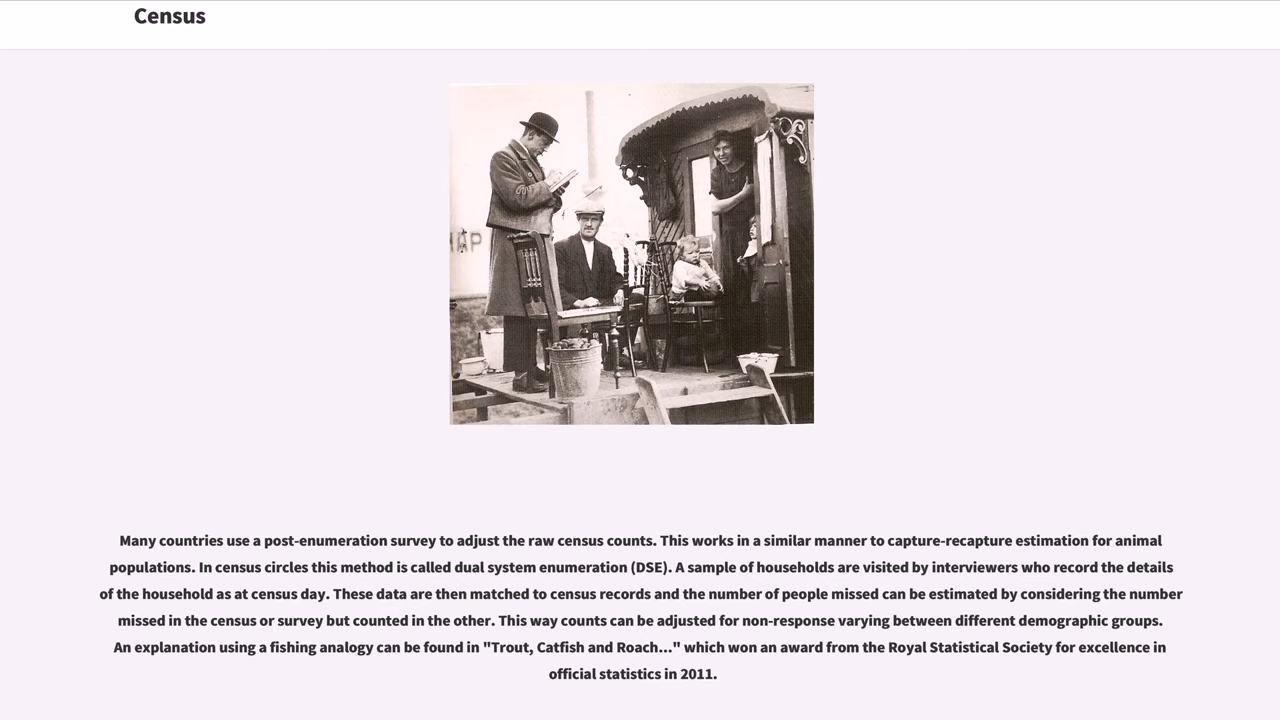 Census
Many countries use a post-enumeration survey to adjust the raw census counts. This works in a similar manner to capture-recapture estimation for animal
populations. In census circles this method is called dual system enumeration (DSE). A sample of households are visited by interviewers who record the details
of the household as at census day. These data are then matched to census records and the number of people missed can be estimated by considering the number
missed in the census or survey but counted in the other. This way counts can be adjusted for non-response varying between different demographic groups.
An explanation using a fishing analogy can be found in "Trout, Catfish and Roach..." which won an award from the Royal Statistical Society for excellence in
official statistics in 2011.